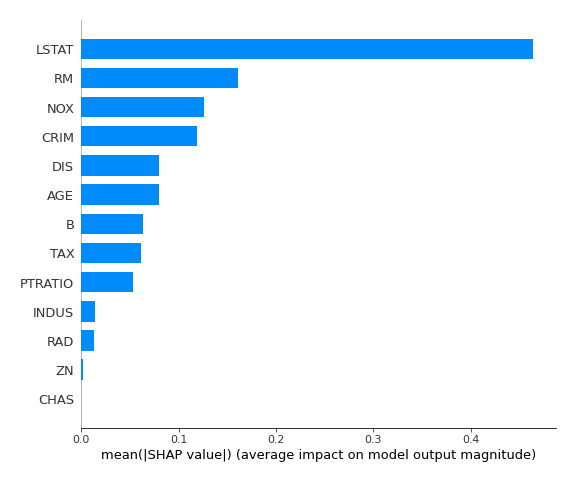 LSTAT
RM
NOX
CRIM
DIS
AGE
B
TAX
PTRATIO
INDUS
RAD
ZN
CHAS
0.0 0.1 0.2 0.3 0.4
mean(|SHAP value|) (average impact on model output magnitude)